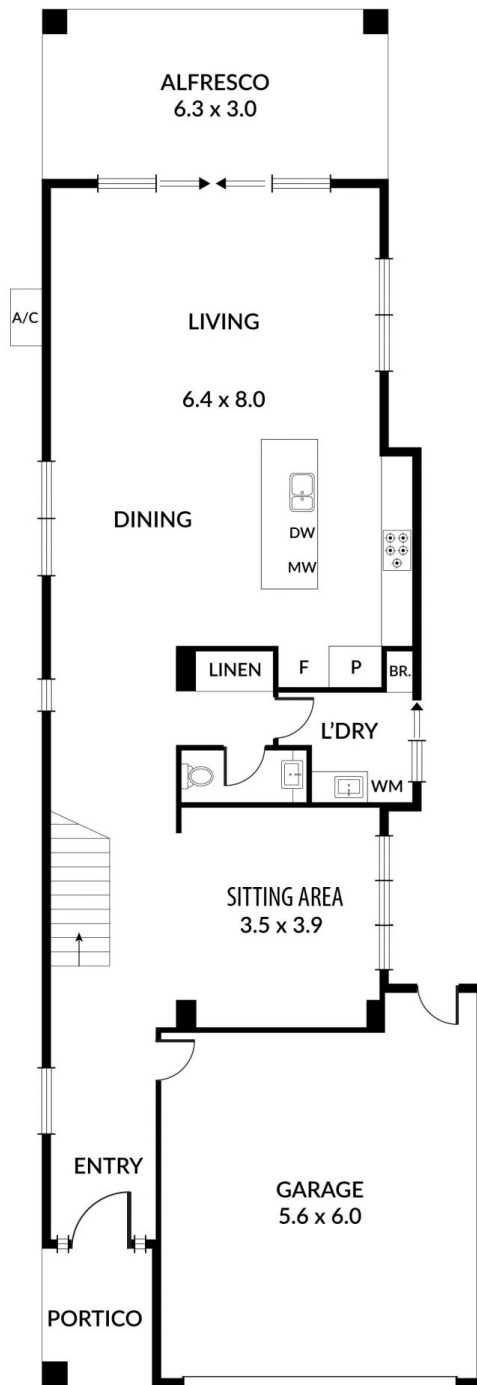 ALFRESCO
6.3 x 3.0
A/C
LIVING
6.4 x 8.0
DINING
DW
MW
LINEN
F
P
BR.
L'DRY
WM
SITTING AREA
3.5 x 3.9
ENTRY
GARAGE
5.6 x 6.0
PORTICO